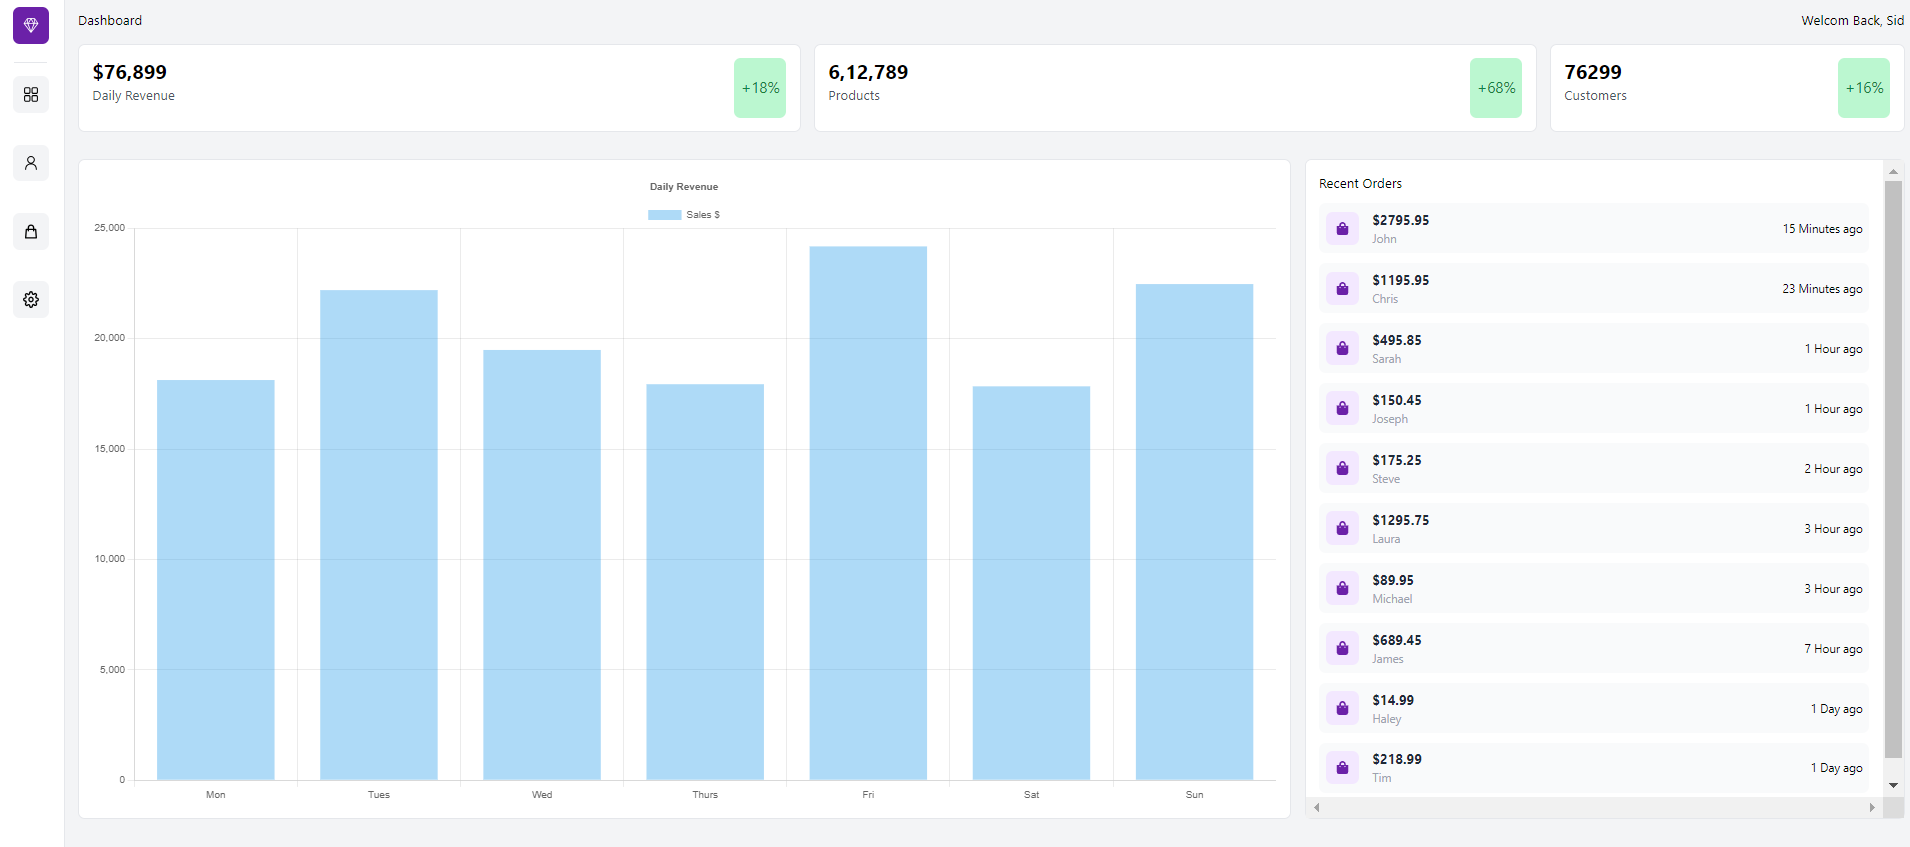 Dashboard
Welcom Back, Sid
$76,899
Daily Revenue
+18%
6,12,789
Products
+68%
76299
Customers
+16%
Daily Revenue
Sales $
25,000
20,000
15,000
10,000
5,000
0
Mon Tues Wed Thurs Fri Sat Sun
Recent Orders
$2795.95
John
15 Minutes ago
$1195.95
Chris
23 Minutes ago
$495.85
Sarah
1 Hour ago
$150.45
Joseph
1 Hour ago
$175.25
Steve
2 Hour ago
$1295.75
Laura
3 Hour ago
$89.95
Michael
3 Hour ago
$689.45
James
7 Hour ago
$14.99
Haley
1 Day ago
$218.99
Tim
1 Day ago